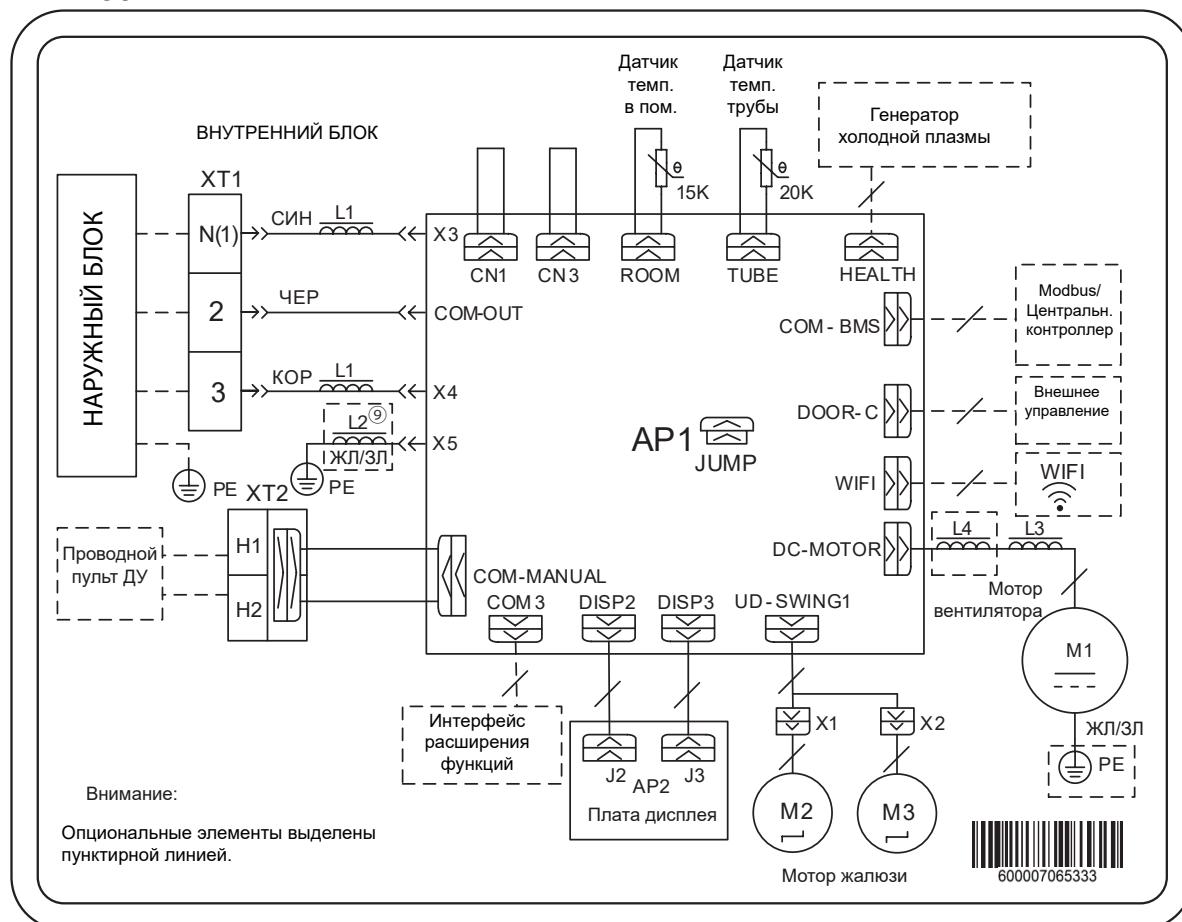 Датчик
темп.
в пом.
Датчик
темп.
трубы
Генератор
холодной плазмы
ВНУТРЕННИЙ БЛОК
НАРУЖНЫЙ БЛОК
XT1
N(1)
2
3
СИН
L1
X3
ЧЕР
COM-OUT
КОР
L1
X4
L2⑨
ЖЛ/ЗЛ
X5
PE
PE
θ
15K
θ
20K
CN1
CN3
ROOM
TUBE
HEALTH
COM-BMS
Modbus/
Центральн.
контроллер
DOOR-C
Внешнее
управление
AP1
JUMP
WIFI
WIFI
DC-MOTOR
L4
L3
Мотор
вентилятора
M1
ЖЛ/ЗЛ
PE
XT2
H1
H2
Проводной
пульт ДУ
COM-MANUAL
COM3
DISP2
DISP3
UD-SWING1
Интерфейс
расширения
функций
J2
J3
AP2
Плата дисплея
X1
X2
M2
M3
Мотор жалюзи
Внимание:
Опциональные элементы выделены
пунктирной линией.
600007065333